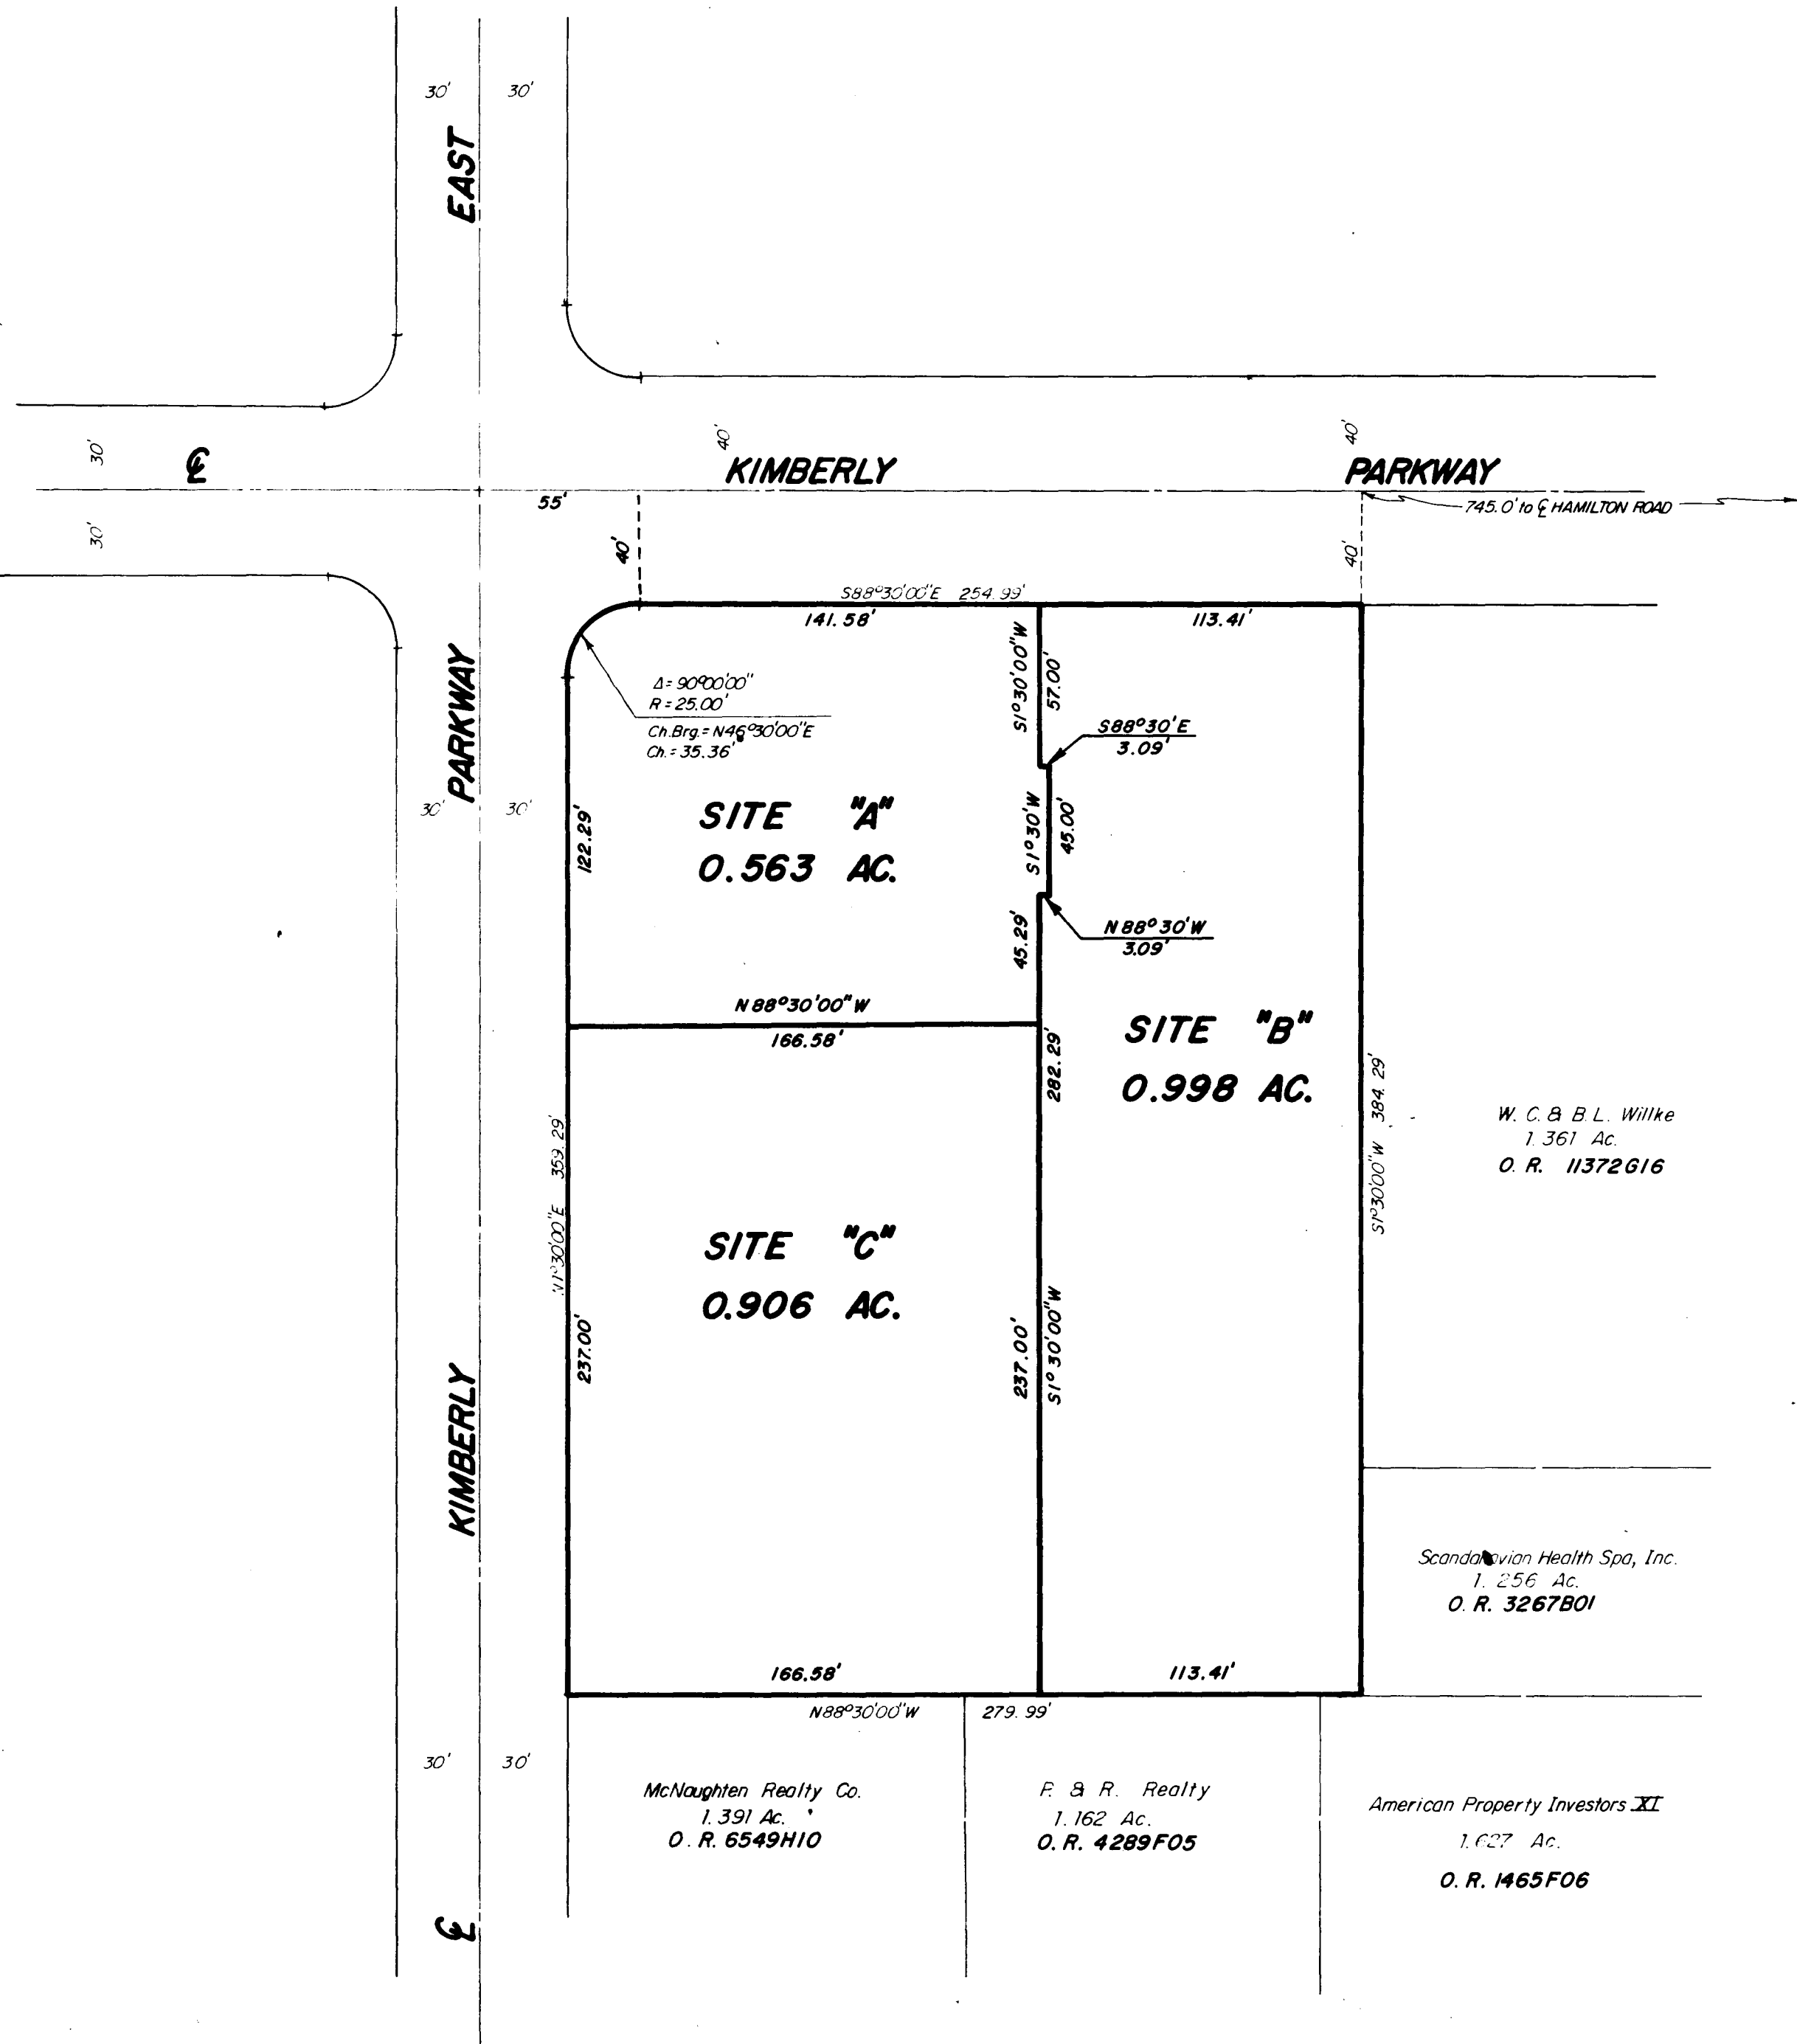 30' 30'
EAST
30'
℄
40'
KIMBERLY
40'
PARKWAY
30'
55'
40'
745.0' to ℄ HAMILTON ROAD
40'
S88°30'00"E 254.99'
141.58'
113.41'
PARKWAY
Δ= 90°00'00"
R = 25.00'
Ch.Brg.= N46°30'00"E
Ch. = 35.36'
S1°30'00"W
57.00'
S88°30'E
3.09'
30' 30'
122.29'
SITE "A"
0.563 AC.
S1°30'W
45.00'
45.29'
N88°30'W
3.09'
N88°30'00"W
166.58'
SITE "B"
0.998 AC.
282.29'
S1°30'00"W 384.29'
W. C. & B. L. Willke
1.361 Ac.
O. R. 11372G16
N1°30'00"E 359.29'
SITE "C"
0.906 AC.
237.00'
237.00'
S1°30'00"W
KIMBERLY
Scandanovian Health Spa, Inc.
1.256 Ac.
O. R. 3267B01
166.58'
113.41'
N88°30'00"W 279.99'
30' 30'
McNaughten Realty Co.
1.391 Ac.
O. R. 6549H10
P. & R. Realty
1.162 Ac.
O. R. 4289F05
American Property Investors XI
1.627 Ac.
O. R. 1465F06
℄